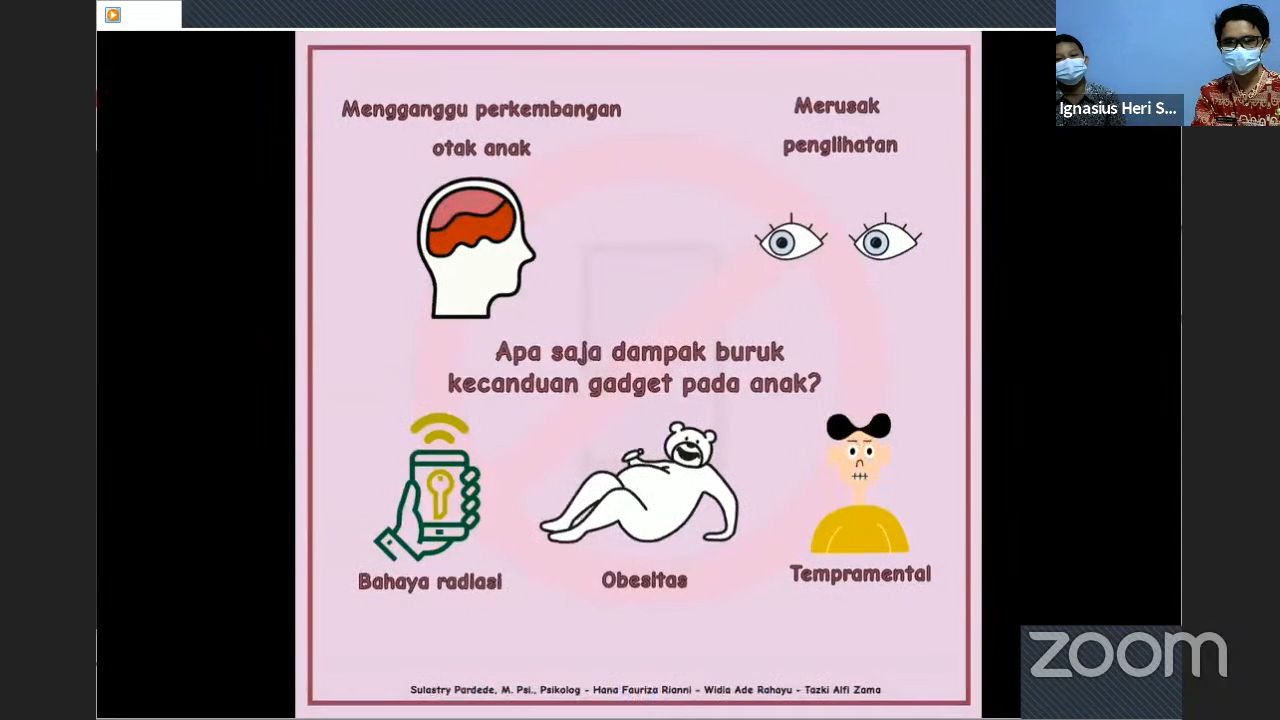 Mengganggu perkembangan
otak anak
Merusak
penglihatan
Apa saja dampak buruk
kecanduan gadget pada anak?
Bahaya radiasi
Obesitas
Tempramental
Sulastry Pardede, M. Psi., Psikolog - Hana Fauriza Rianni - Widia Ade Rahayu - Tazki Alfi Zama
Ignasius Heri S...
zoom